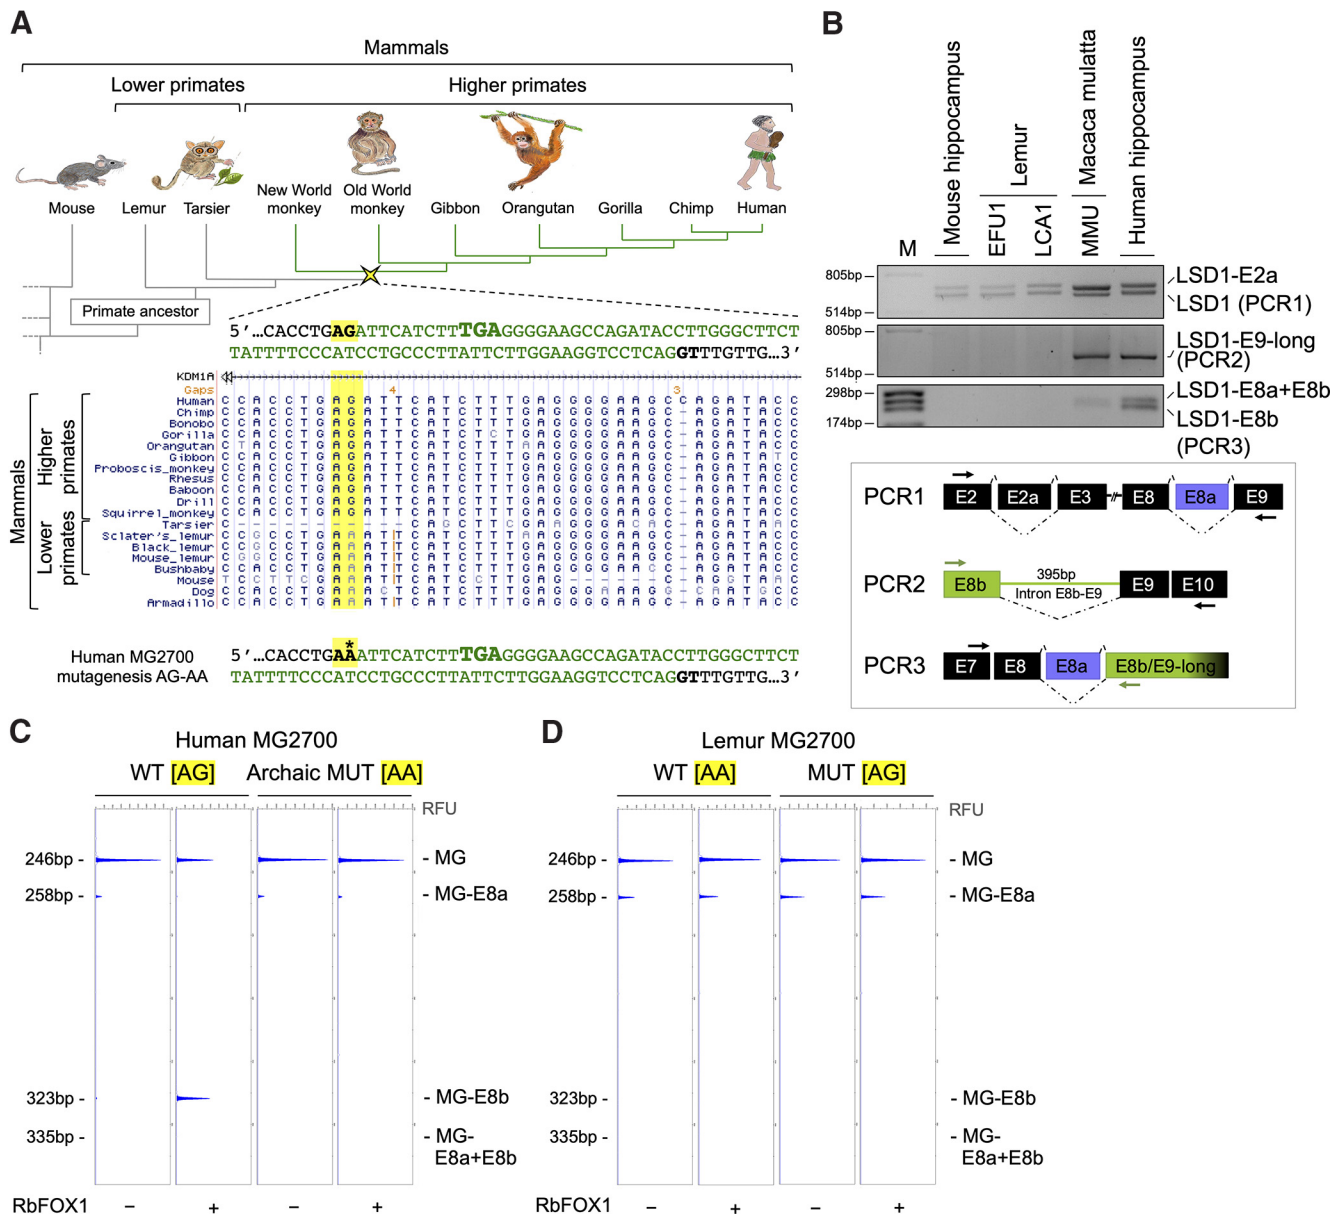 A
Mammals
Lower primates
Higher primates
Mouse
Lemur
Tarsier
New World
monkey
Old World
monkey
Gibbon
Orangutan
Gorilla
Chimp
Human
Primate ancestor
5'...CACCTGAGATTCATCTTTGAGGGGAAGCCAGATACCTTGGGCTTCT
TATTTTCCCATCCTGCCCTTATTCTTGGAAGGTCCTCAGGTTTGTTG...3'
KDM1A
Gaps 4 3
Human C C A C C T G A G A T T C A T C T T T G A G G G G A A G C C A G A T A C C
Chimp
Bonobo
Gorilla
Orangutan
Gibbon
Proboscis_monkey
Rhesus
Baboon
Drill
Squirrel_monkey
Tarsier
Sclater's_lemur
Black_lemur
Mouse_lemur
Bushbaby
Mouse
Dog
Armadillo
Mammals
Higher
primates
Lower
primates
Human MG2700
mutagenesis AG-AA
*
5'...CACCTGAAATTCATCTTTGAGGGGAAGCCAGATACCTTGGGCTTCT
TATTTTCCCATCCTGCCCTTATTCTTGGAAGGTCCTCAGGTTTGTTG...3'
B
M
Mouse hippocampus
Lemur
EFU1
LCA1
Macaca mulatta
MMU
Human hippocampus
805bp
514bp
LSD1-E2a
LSD1 (PCR1)
805bp
514bp
LSD1-E9-long
(PCR2)
298bp
174bp
LSD1-E8a+E8b
LSD1-E8b
(PCR3)
PCR1 E2 E2a E3 E8 E8a E9
PCR2 E8b 395bp E9 E10
Intron E8b-E9
PCR3 E7 E8 E8a E8b/E9-long
C
Human MG2700
WT [AG] Archaic MUT [AA]
RFU
246bp - - MG
258bp - - MG-E8a
323bp - - MG-E8b
335bp - - MG-
E8a+E8b
RbFOX1 – + – +
D
Lemur MG2700
WT [AA] MUT [AG]
RFU
246bp - - MG
258bp - - MG-E8a
323bp - - MG-E8b
335bp - - MG-
E8a+E8b
RbFOX1 – + – +